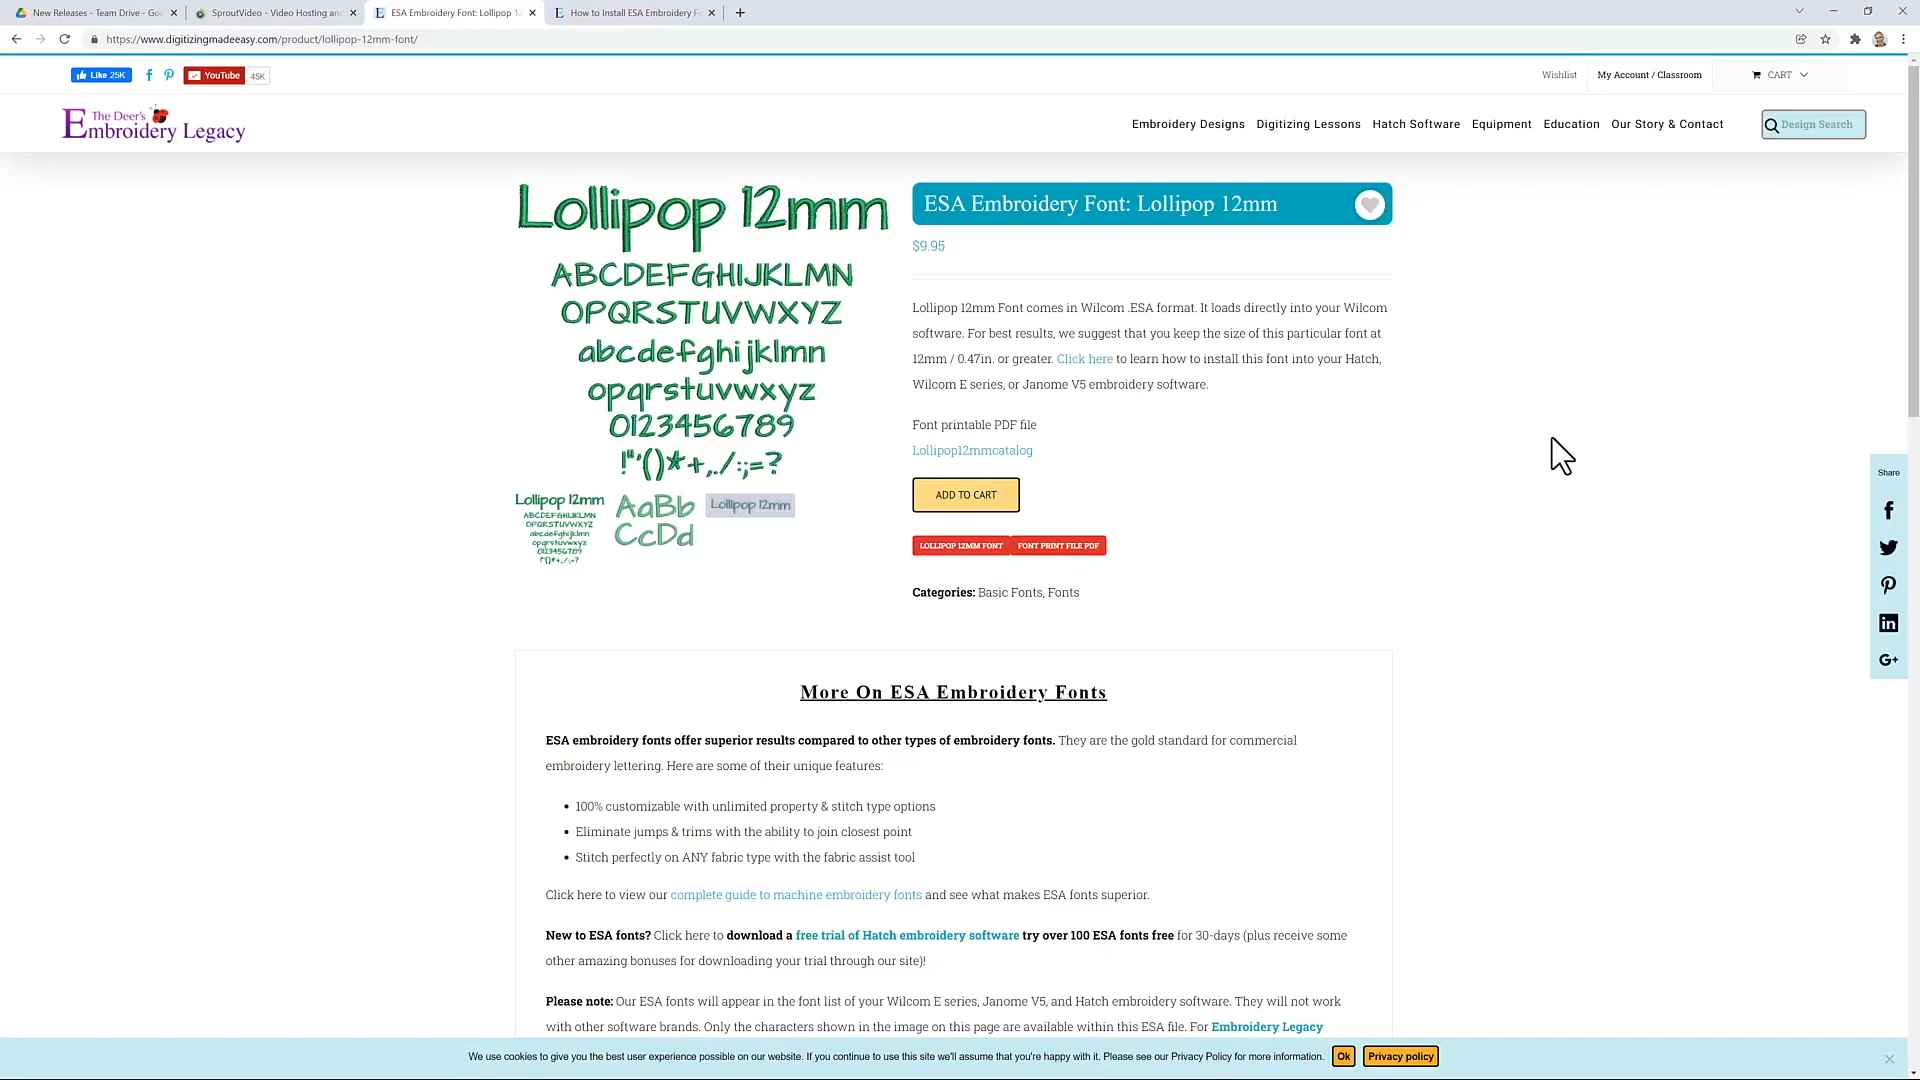 New Releases - Team Drive - Goo
SproutVideo - Video Hosting and
ESA Embroidery Font: Lollipop 12
How to Install ESA Embroidery F
https://www.digitizingmadeeasy.com/product/lollipop-12mm-font/
Like 25K
YouTube
45K
Wishlist
My Account / Classroom
CART
The Deer's
Embroidery Legacy
Embroidery Designs
Digitizing Lessons
Hatch Software
Equipment
Education
Our Story & Contact
Design Search
Lollipop 12mm
ABCDEFGHIJKLMN
OPQRSTUVWXYZ
abcdefghijklmn
opqrstuvwxyz
0123456789
!"'()*+,./:;=?
Lollipop 12mm
ABCDEFGHIJKLMN
OPQRSTUVWXYZ
abcdefghijklmn
opqrstuvwxyz
0123456789
!"'()*+,./:;=?
AaBb
CcDd
Lollipop 12mm
ESA Embroidery Font: Lollipop 12mm
$9.95
Lollipop 12mm Font comes in Wilcom .ESA format. It loads directly into your Wilcom
software. For best results, we suggest that you keep the size of this particular font at
12mm / 0.47in. or greater. Click here to learn how to install this font into your Hatch,
Wilcom E series, or Janome V5 embroidery software.
Font printable PDF file
Lollipop12mmcatalog
ADD TO CART
LOLLIPOP 12MM FONT
FONT PRINT FILE PDF
Categories: Basic Fonts, Fonts
Share
More On ESA Embroidery Fonts
ESA embroidery fonts offer superior results compared to other types of embroidery fonts. They are the gold standard for commercial
embroidery lettering. Here are some of their unique features:
• 100% customizable with unlimited property & stitch type options
• Eliminate jumps & trims with the ability to join closest point
• Stitch perfectly on ANY fabric type with the fabric assist tool
Click here to view our complete guide to machine embroidery fonts and see what makes ESA fonts superior.
New to ESA fonts? Click here to download a free trial of Hatch embroidery software try over 100 ESA fonts free for 30-days (plus receive some
other amazing bonuses for downloading your trial through our site)!
Please note: Our ESA fonts will appear in the font list of your Wilcom E series, Janome V5, and Hatch embroidery software. They will not work
with other software brands. Only the characters shown in the image on this page are available within this ESA file. For Embroidery Legacy
We use cookies to give you the best user experience possible on our website. If you continue to use this site we'll assume that you're happy with it. Please see our Privacy Policy for more information.
Ok
Privacy policy